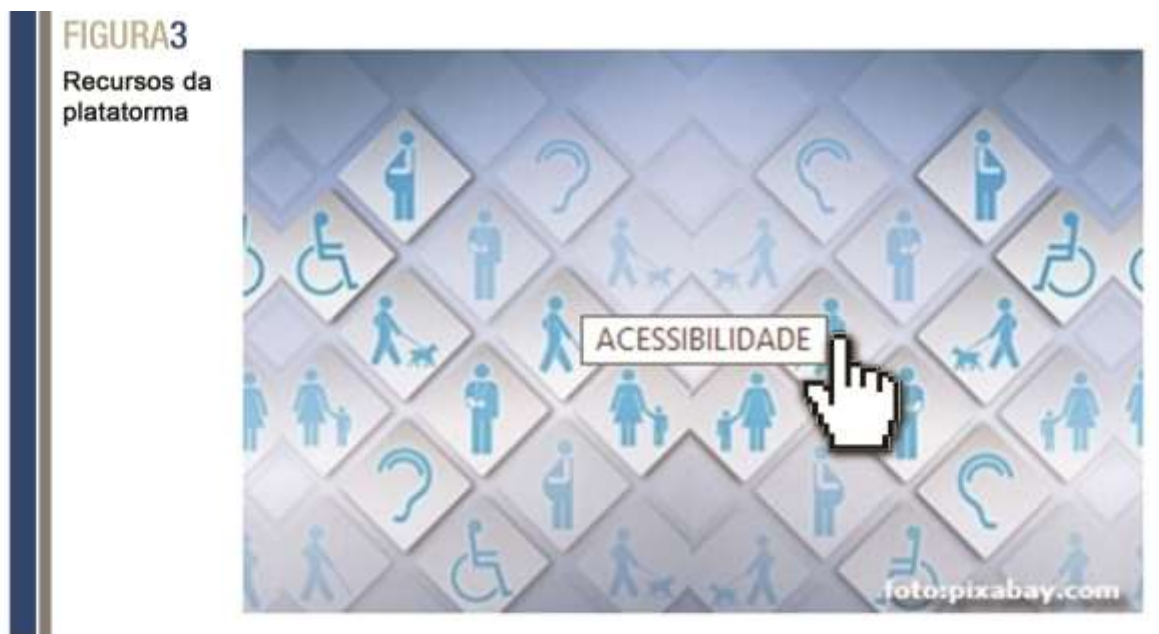 FIGURA3
Recursos da
platatorma
ACESSIBILIDADE
foto:pixabay.com